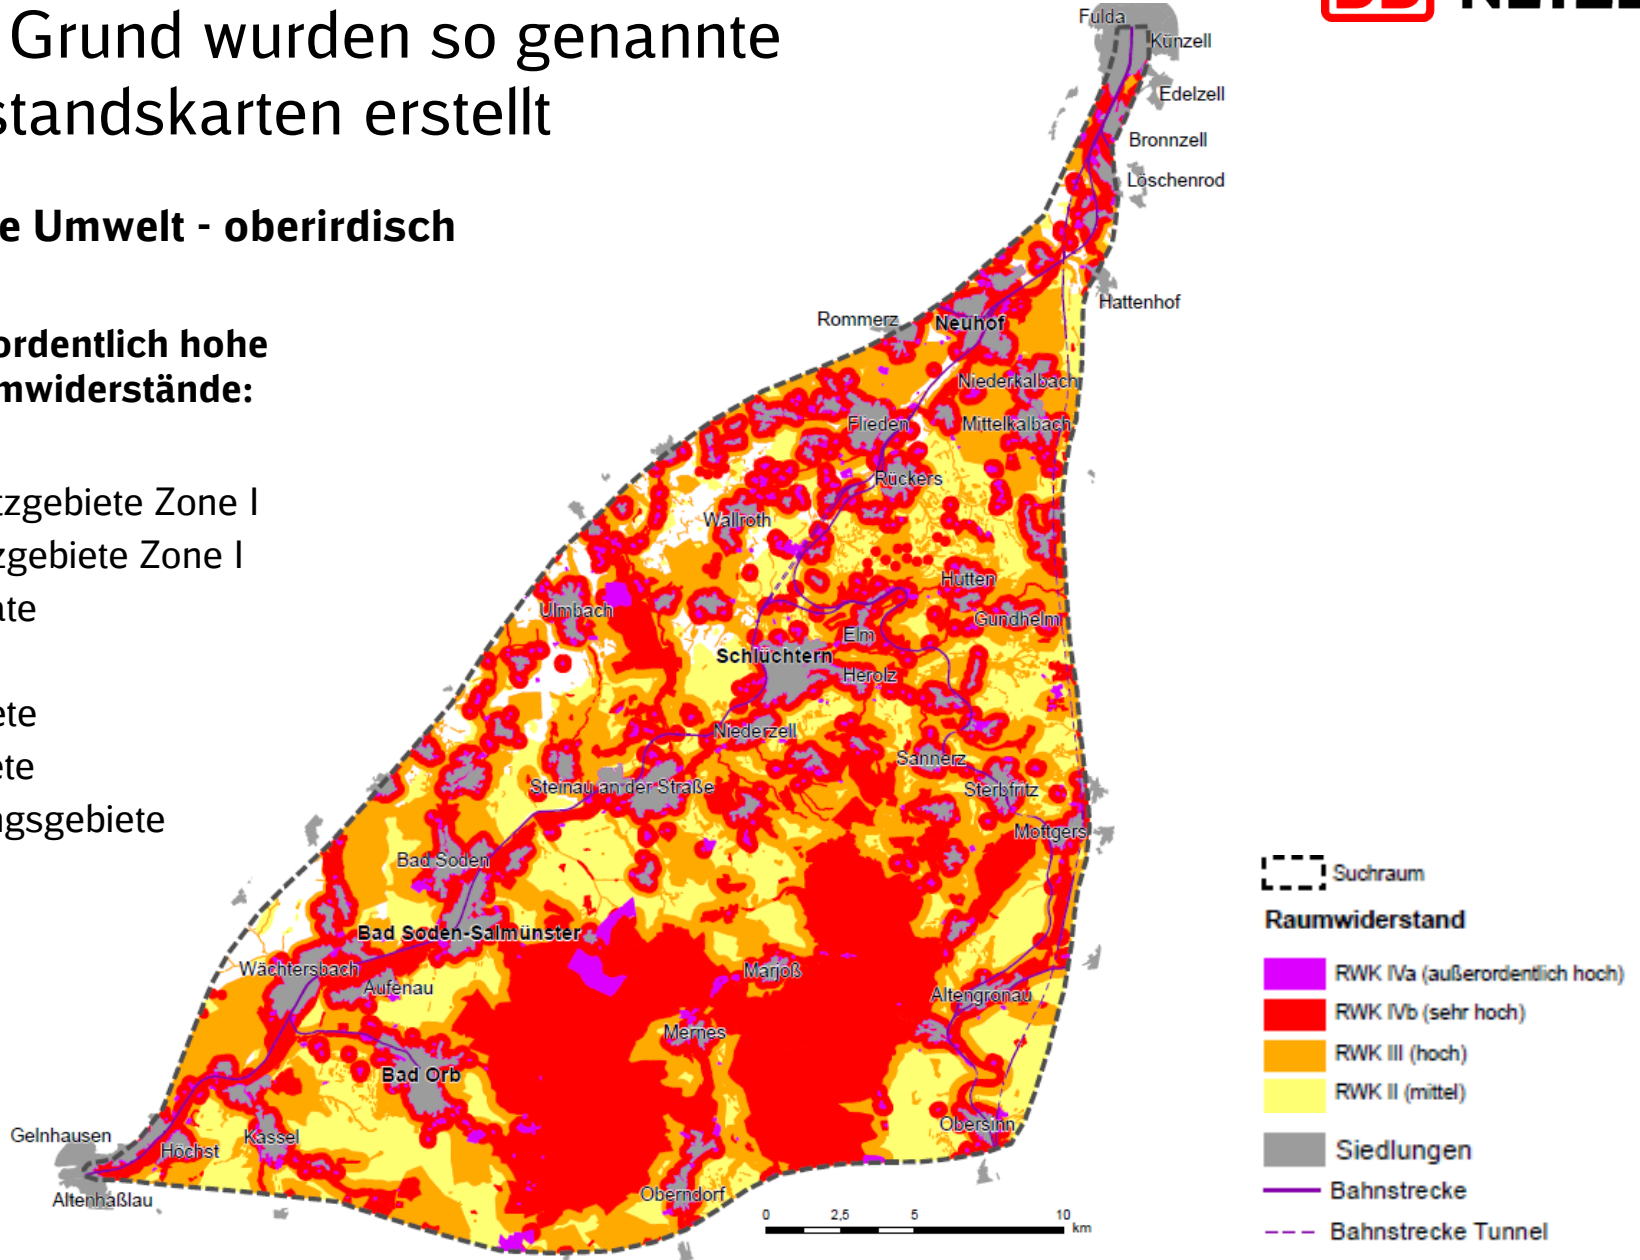 Grund wurden so genannte
standskarten erstellt
e Umwelt - oberirdisch
ordentlich hohe
mwiderstände:
tzgebiete Zone I
zgebiete Zone I
ate
ete
ete
ngsgebiete
Fulda
Künzell
Edelzell
Bronnzell
Löschenrod
Hattenhof
Rommerz
Neuhof
Niederkalbach
Flieden
Mittelkalbach
Rückers
Wallroth
Hutten
Ulmbach
Gundhelm
Elm
Schlüchtern
Herolz
Niederzell
Sannerz
Steinau an der Straße
Sterbfritz
Mottgers
Bad Soden
Bad Soden-Salmünster
Wächtersbach
Aufenau
Marjoß
Altengronau
Mernes
Bad Orb
Obersinn
Gelnhausen
Höchst
Kassel
Altenhaßlau
Oberndorf
0 2,5 5 10
km
Suchraum
Raumwiderstand
RWK IVa (außerordentlich hoch)
RWK IVb (sehr hoch)
RWK III (hoch)
RWK II (mittel)
Siedlungen
Bahnstrecke
Bahnstrecke Tunnel